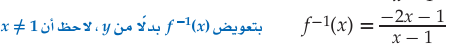 f⁻¹(x) = (-2x - 1)/(x - 1) بتعويض f⁻¹(x) بدلًا من y ، لاحظ أن x ≠ 1